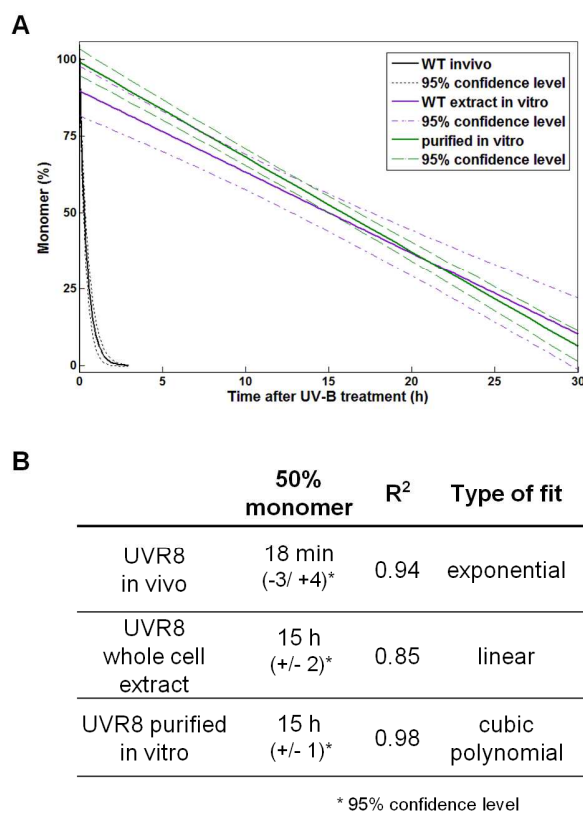 A
100
75
50
25
0
Monomer (%)
0
5
10
15
20
25
30
Time after UV-B treatment (h)
WT invivo
95% confidence level
WT extract in vitro
95% confidence level
purified in vitro
95% confidence level
B
50% monomer R² Type of fit
UVR8 in vivo 18 min (-3/ +4)* 0.94 exponential
UVR8 whole cell extract 15 h (+/- 2)* 0.85 linear
UVR8 purified in vitro 15 h (+/- 1)* 0.98 cubic polynomial
* 95% confidence level